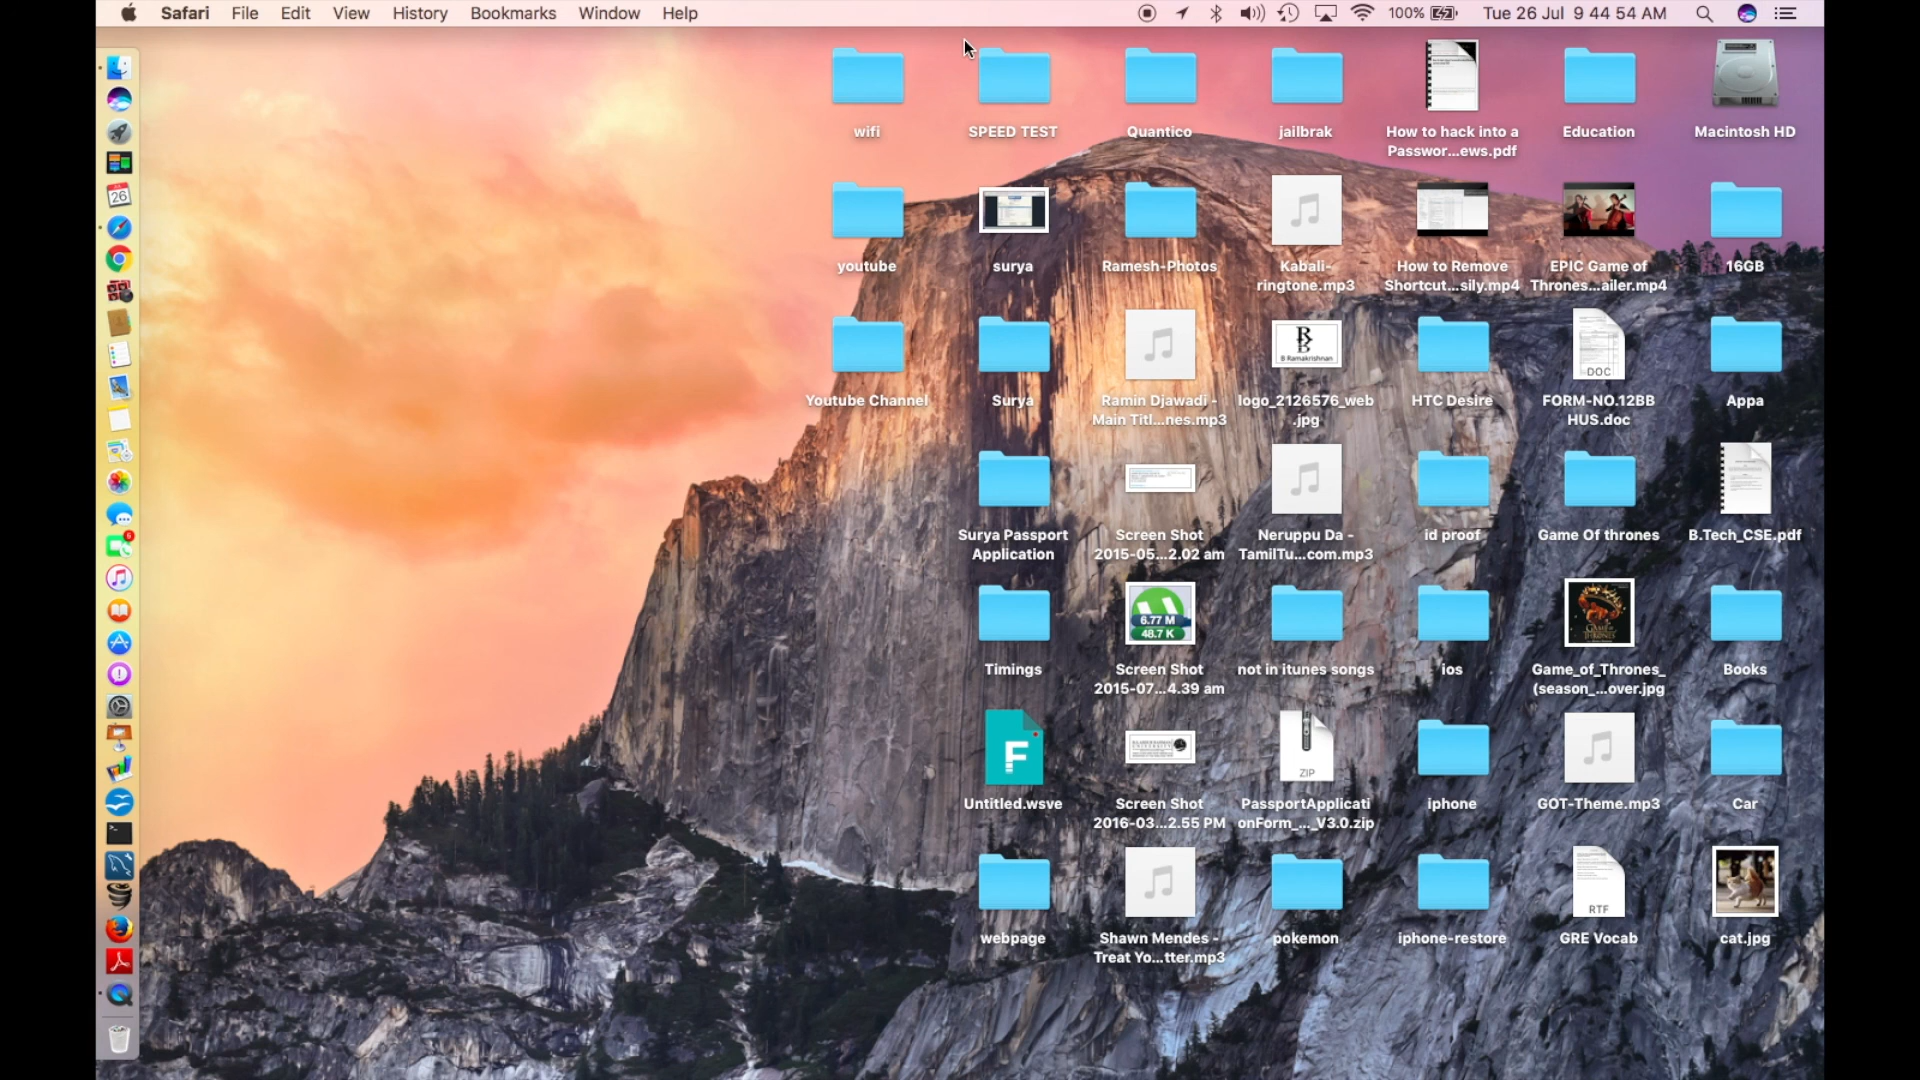 Safari File Edit View History Bookmarks Window Help 100% Tue 26 Jul 9 44 54 AM
wifi
SPEED TEST
Quantico
jailbrak
How to hack into a
Passwor...ews.pdf
Education
Macintosh HD
youtube
surya
Ramesh-Photos
Kabali-
ringtone.mp3
How to Remove
Shortcut...sily.mp4
EPIC Game of
Thrones...ailer.mp4
16GB
Youtube Channel
Surya
Ramin Djawadi -
Main Titl...nes.mp3
B Ramakrishnan
logo_2126576_web
.jpg
HTC Desire
DOC
FORM-NO.12BB
HUS.doc
Appa
Surya Passport
Application
Screen Shot
2015-05...2.02 am
Neruppu Da -
TamilTu...com.mp3
id proof
Game Of thrones
B.Tech_CSE.pdf
Timings
6.77 M
48.7 K
Screen Shot
2015-07...4.39 am
not in itunes songs
ios
GAME OF
THRONES
Game_of_Thrones_
(season_...over.jpg
Books
F
Untitled.wsve
Screen Shot
2016-03...2.55 PM
ZIP
PassportApplicati
onForm_..._V3.0.zip
iphone
GOT-Theme.mp3
Car
webpage
Shawn Mendes -
Treat Yo...tter.mp3
pokemon
iphone-restore
RTF
GRE Vocab
cat.jpg
26